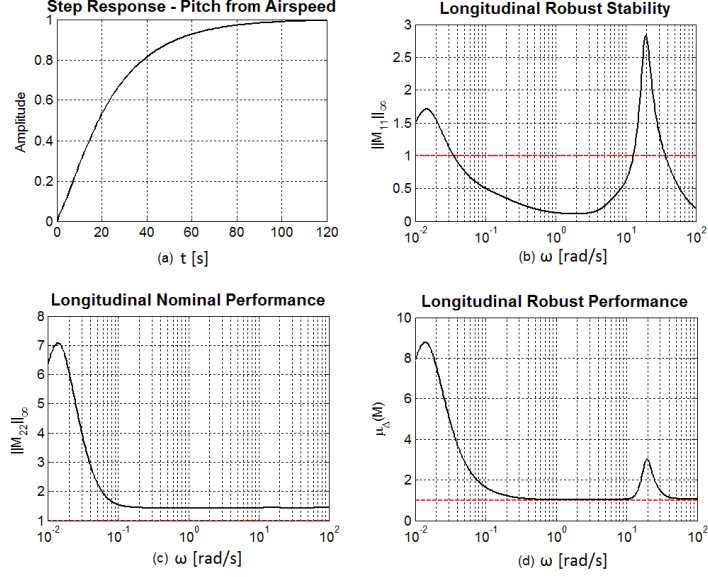 Step Response - Pitch from Airspeed
1
0.8
0.6
0.4
0.2
0
Amplitude
0 20 40 60 80 100 120
(a) t [s]
Longitudinal Robust Stability
3
2.5
2
1.5
1
0.5
0
||M₁₁||∞
10⁻² 10⁻¹ 10⁰ 10¹ 10²
(b) ω [rad/s]
Longitudinal Nominal Performance
8
7
6
5
4
3
2
1
||M₂₂||∞
10⁻² 10⁻¹ 10⁰ 10¹ 10²
(c) ω [rad/s]
Longitudinal Robust Performance
10
8
6
4
2
0
μ_Δ(M)
10⁻² 10⁻¹ 10⁰ 10¹ 10²
(d) ω [rad/s]